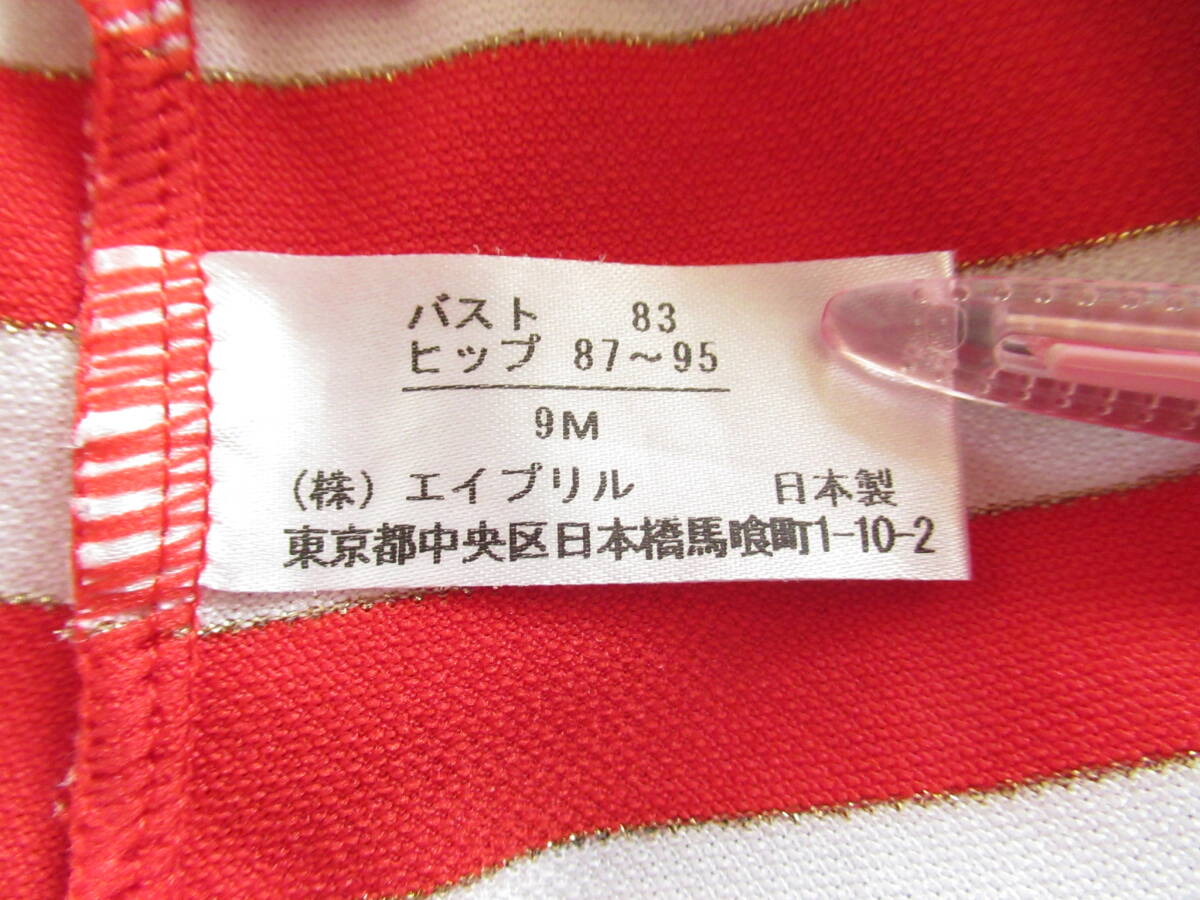 バスト 83
ヒップ 87〜95
9M
(株) エイプリル 日本製
東京都中央区日本橋馬喰町1-10-2